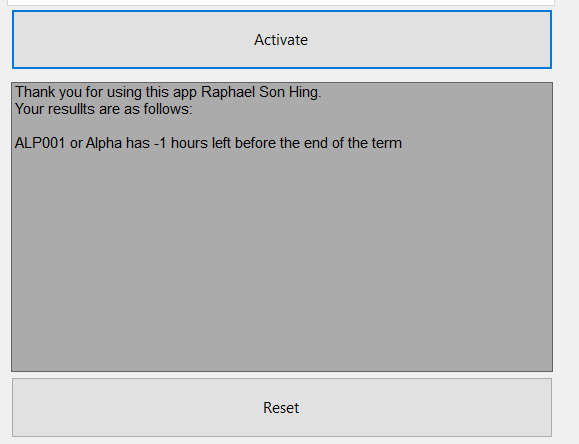 Activate
Thank you for using this app Raphael Son Hing.
Your resullts are as follows:
ALP001 or Alpha has -1 hours left before the end of the term
Reset